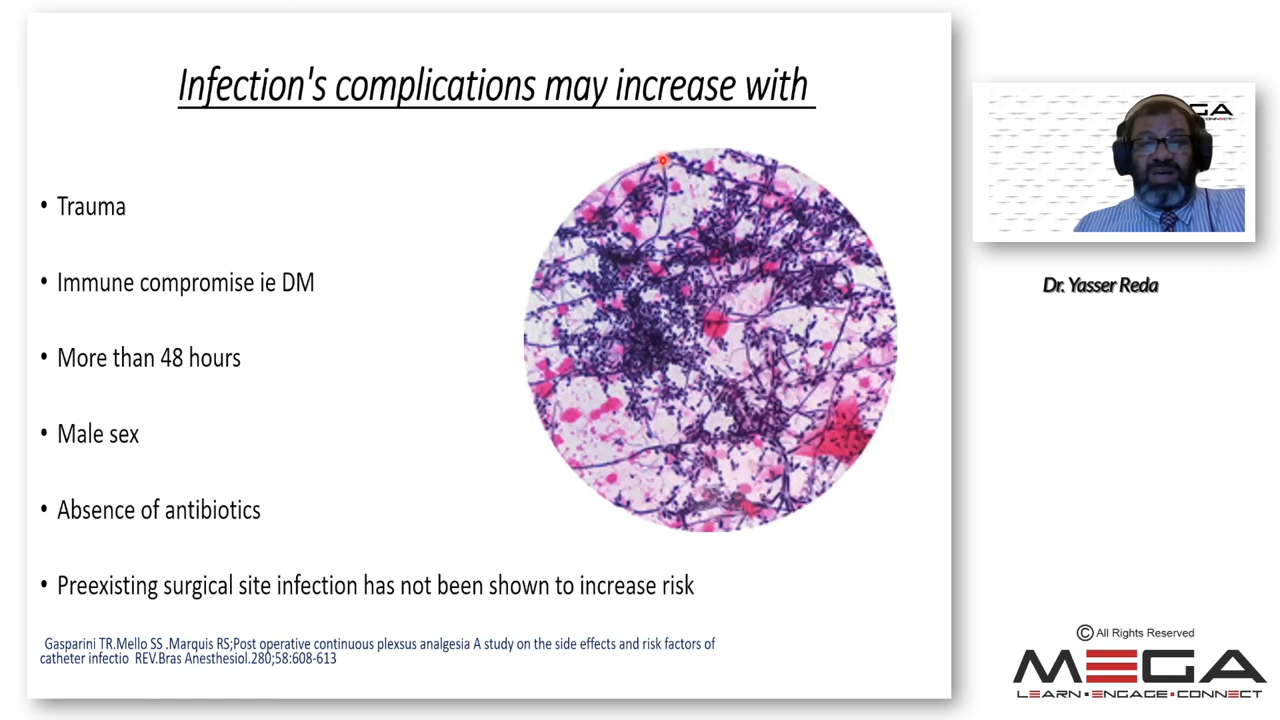 Infection's complications may increase with
• Trauma
• Immune compromise ie DM
• More than 48 hours
• Male sex
• Absence of antibiotics
• Preexisting surgical site infection has not been shown to increase risk
Gasparini TR.Mello SS .Marquis RS;Post operative continuous plexsus analgesia A study on the side effects and risk factors of
catheter infectio REV.Bras Anesthesiol.280;58:608-613
GA
Dr. Yasser Reda
© All Rights Reserved
MEGA
LEARN • ENGAGE • CONNECT